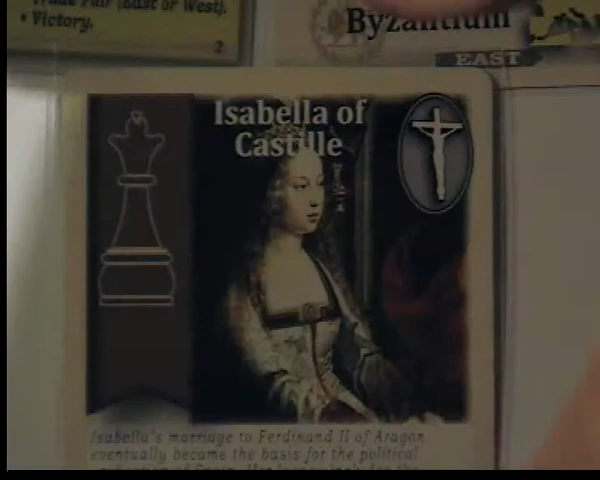 Trade Fair (East or West).
• Victory.
2
Byzantium
EAST
Isabella of
Castille
Isabella's marriage to Ferdinand II of Aragon
eventually became the basis for the political